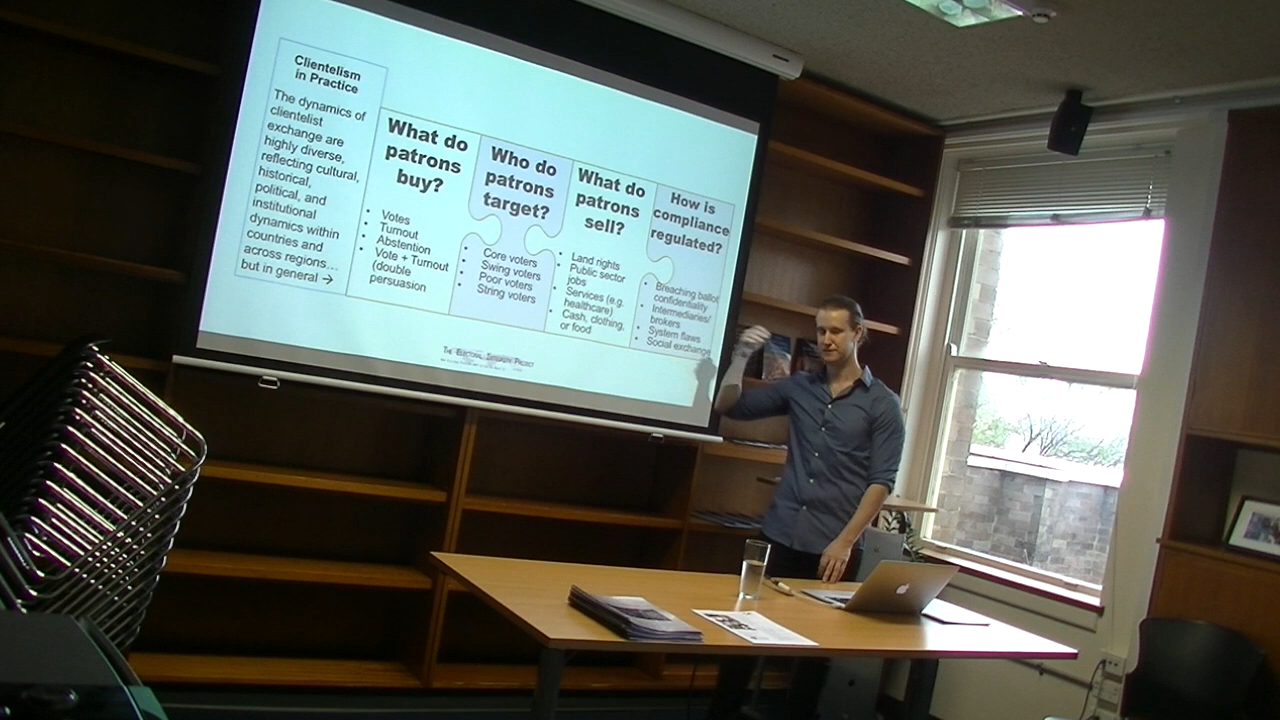 Clientelism
in Practice
The dynamics of
clientelist
exchange are
highly diverse,
reflecting cultural,
historical,
political, and
institutional
dynamics within
countries and
across regions…
but in general →
What do
patrons
buy?
• Votes
• Turnout
• Abstention
• Vote + Turnout
(double
persuasion
Who do
patrons
target?
• Core voters
• Swing voters
• Poor voters
• String voters
What do
patrons
sell?
• Land rights
• Public sector
jobs
• Services (e.g.
healthcare)
• Cash, clothing,
or food
How is
compliance
regulated?
• Breaching ballot
confidentiality
• Intermediaries/
brokers
• System flaws
• Social exchange
The Electoral Integrity Project